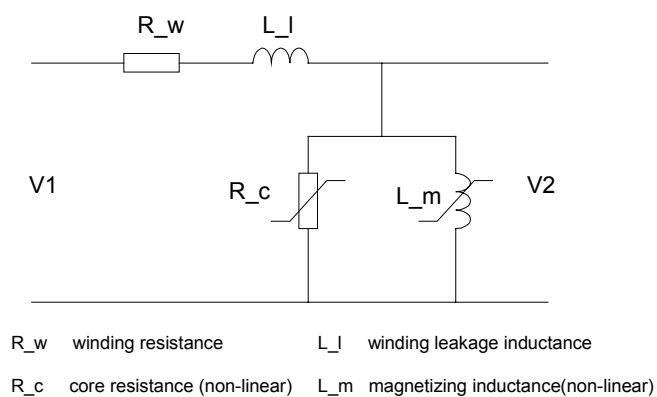 R_w L_l
V1 R_c L_m V2
R_w winding resistance L_l winding leakage inductance
R_c core resistance (non-linear) L_m magnetizing inductance(non-linear)